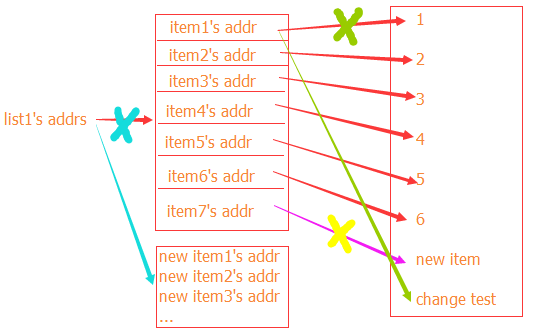 list1's addrs
item1's addr
item2's addr
item3's addr
item4's addr
item5's addr
item6's addr
item7's addr
new item1's addr
new item2's addr
new item3's addr
...
1
2
3
4
5
6
new item
change test